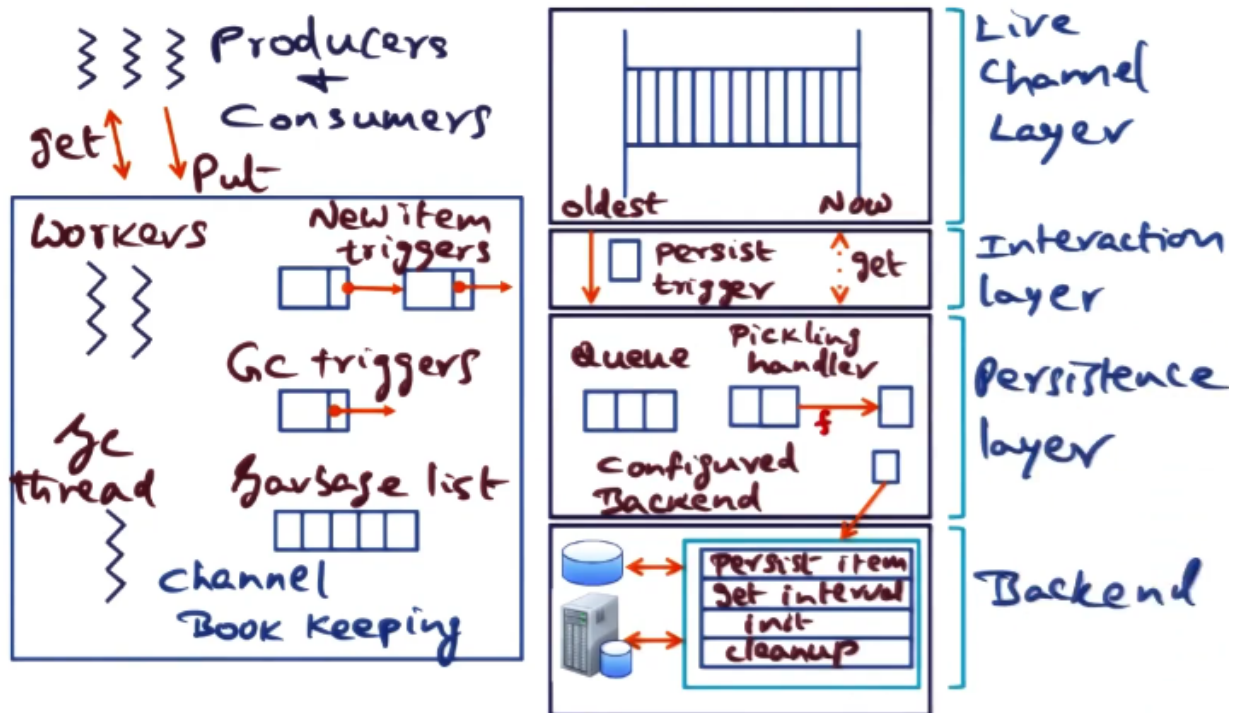 Producers
+
Consumers
get
Put
Workers
New item
triggers
GC triggers
GC
thread
Garbage list
Channel
Book Keeping
oldest
Now
Live
Channel
Layer
persist
trigger
get
Interaction
layer
Queue
Pickling
handler
f
Configured
Backend
Persistence
layer
persist item
get interval
init
cleanup
Backend